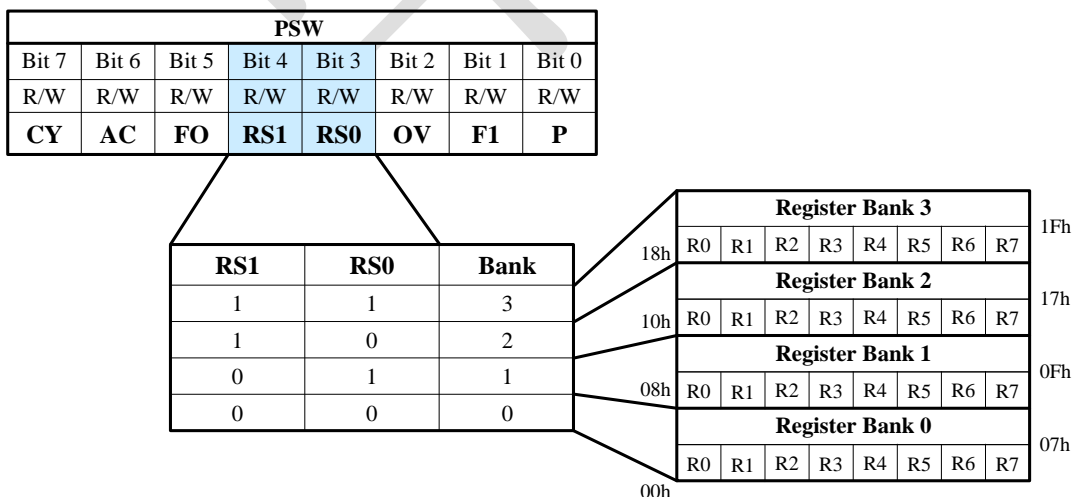 PSW
Bit 7 Bit 6 Bit 5 Bit 4 Bit 3 Bit 2 Bit 1 Bit 0
R/W R/W R/W R/W R/W R/W R/W R/W
CY AC FO RS1 RS0 OV F1 P
RS1 RS0 Bank
1 1 3
1 0 2
0 1 1
0 0 0
Register Bank 3
1Fh
18h R0 R1 R2 R3 R4 R5 R6 R7
Register Bank 2
17h
10h R0 R1 R2 R3 R4 R5 R6 R7
Register Bank 1
0Fh
08h R0 R1 R2 R3 R4 R5 R6 R7
Register Bank 0
07h
R0 R1 R2 R3 R4 R5 R6 R7
00h